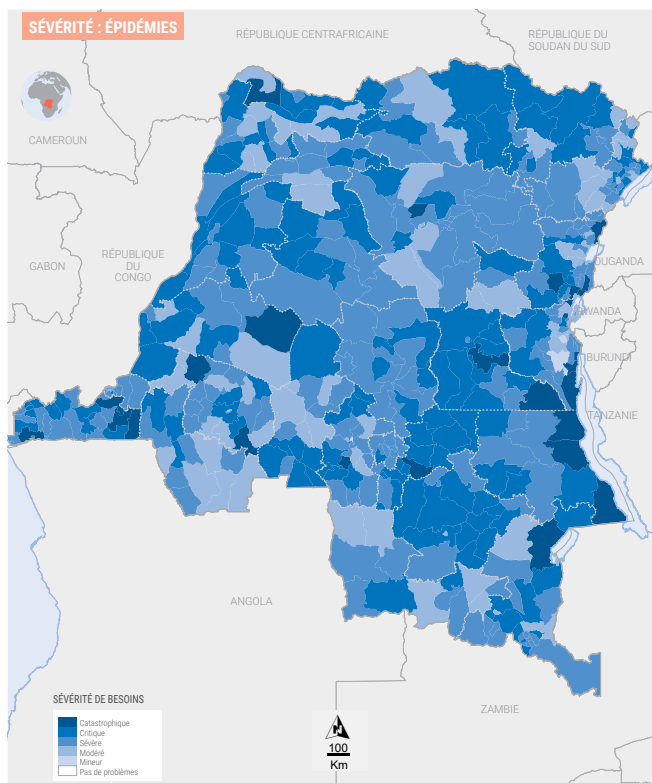 SÉVÉRITÉ : ÉPIDÉMIES
RÉPUBLIQUE CENTRAFRICAINE
RÉPUBLIQUE DU
SOUDAN DU SUD
CAMEROUN
GABON
RÉPUBLIQUE
DU
CONGO
OUGANDA
RWANDA
BURUNDI
TANZANIE
ANGOLA
ZAMBIE
SÉVÉRITÉ DE BESOINS
Catastrophique
Critique
Sévère
Modéré
Mineur
Pas de problèmes
N
100
Km